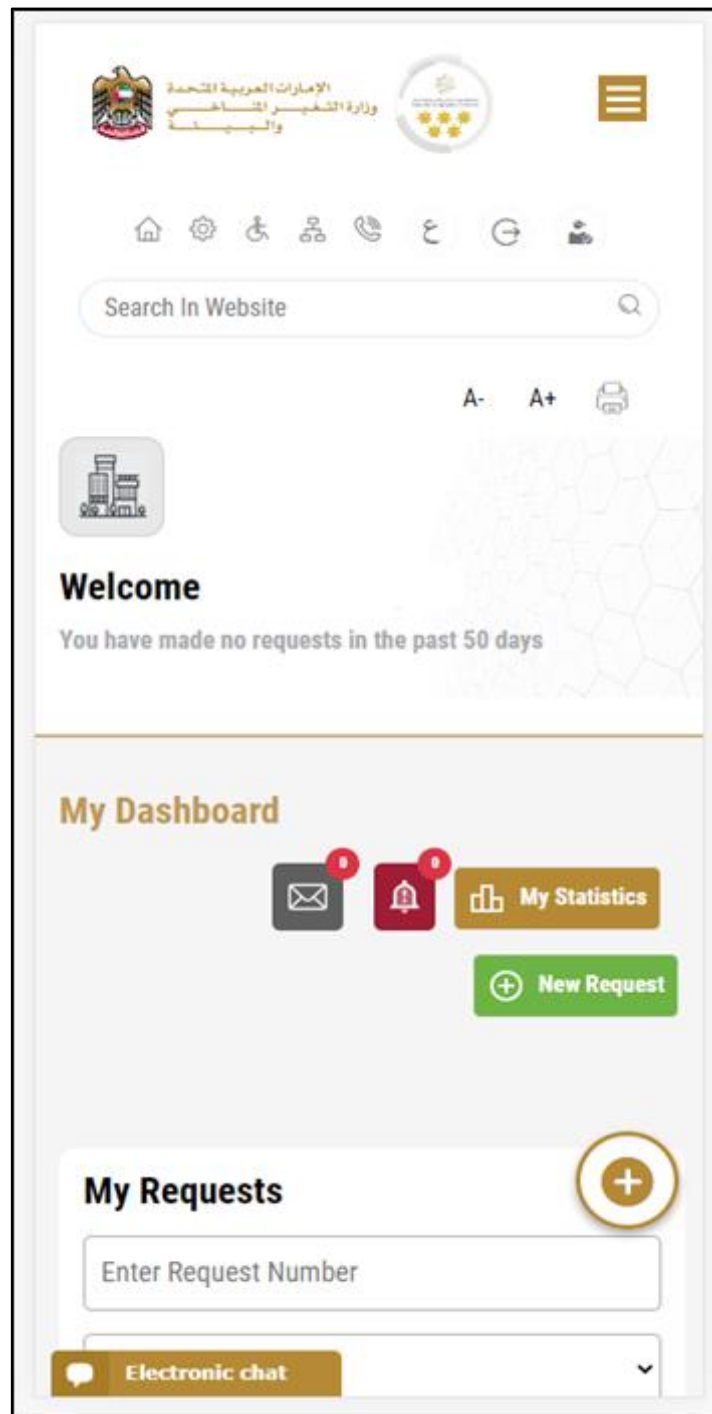 الإمارات العربية المتحدة
وزارة التغير المناخي
والبيئة
ع
Search In Website
A- A+
Welcome
You have made no requests in the past 50 days
My Dashboard
0 0
My Statistics
New Request
My Requests
Enter Request Number
Electronic chat